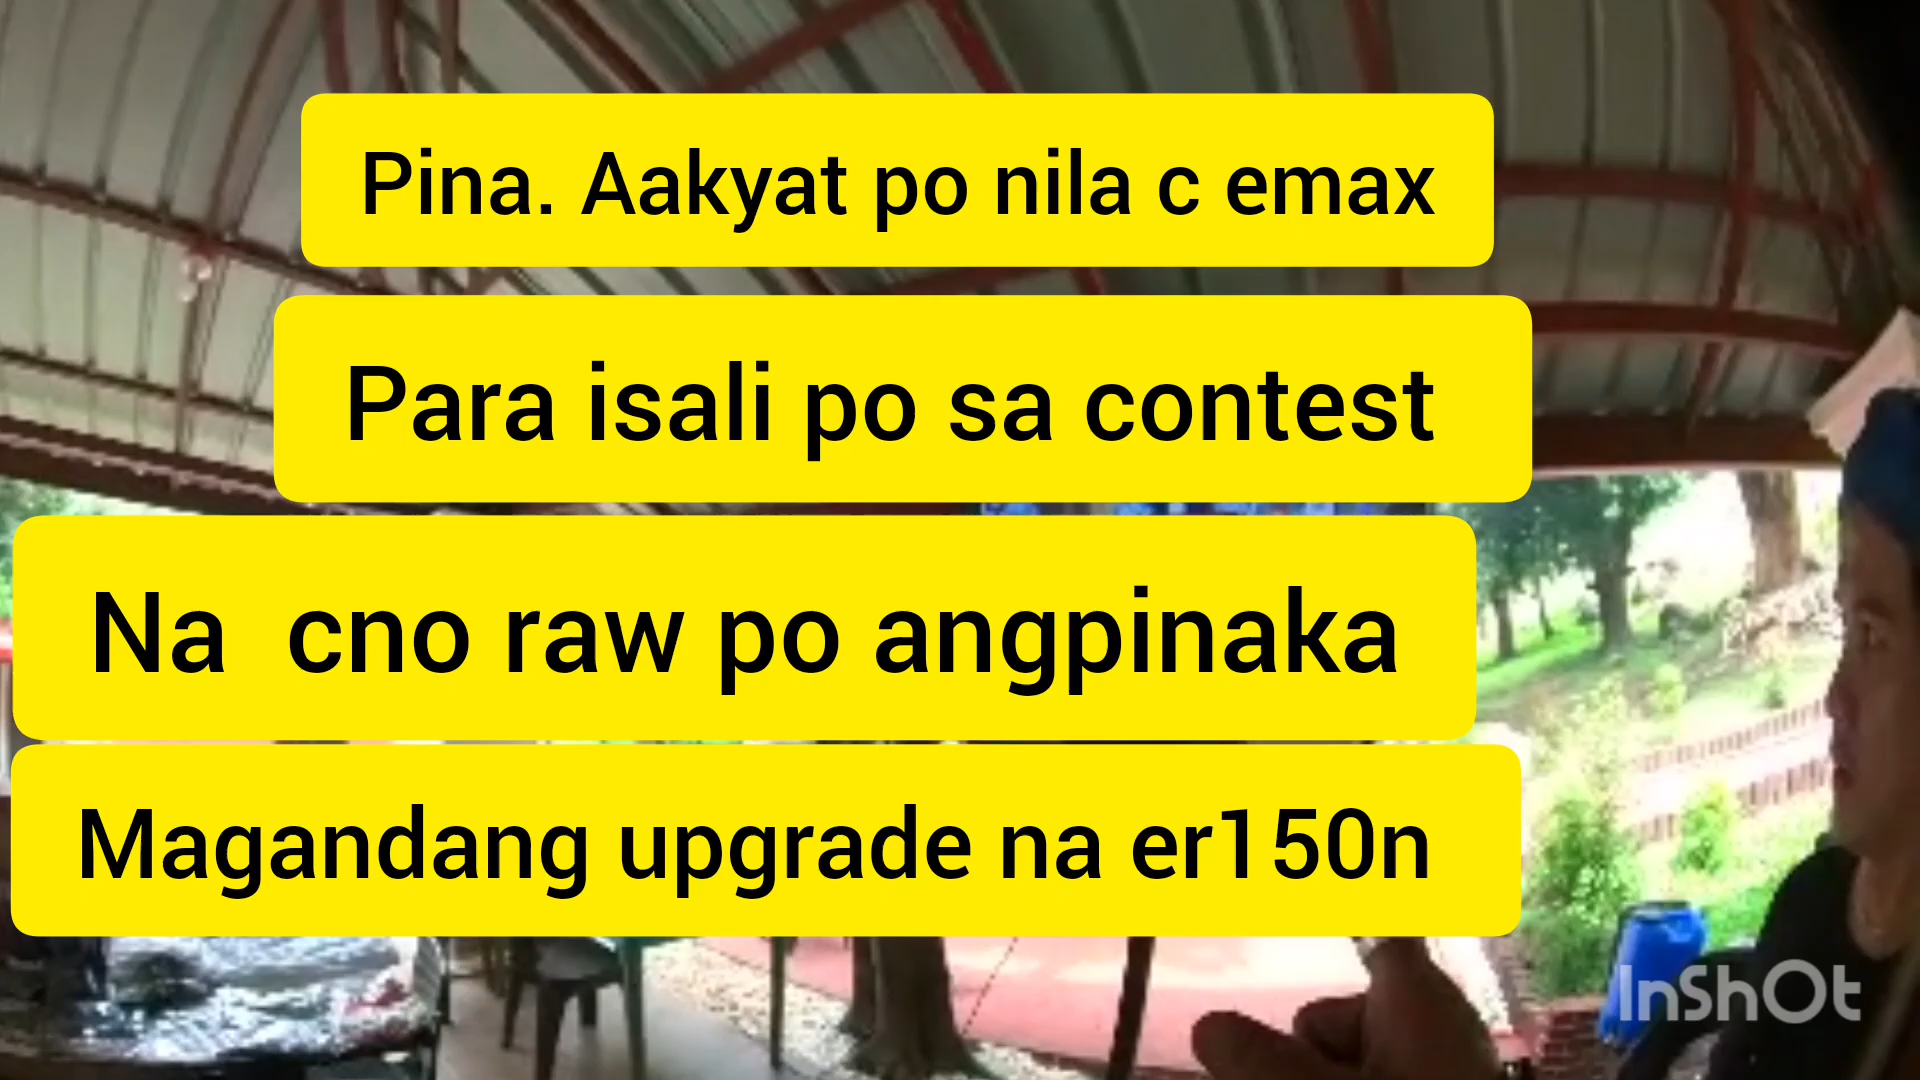 Pina. Aakyat po nila c emax
Para isali po sa contest
Na  cno raw po angpinaka
Magandang upgrade na er150n
InShOt